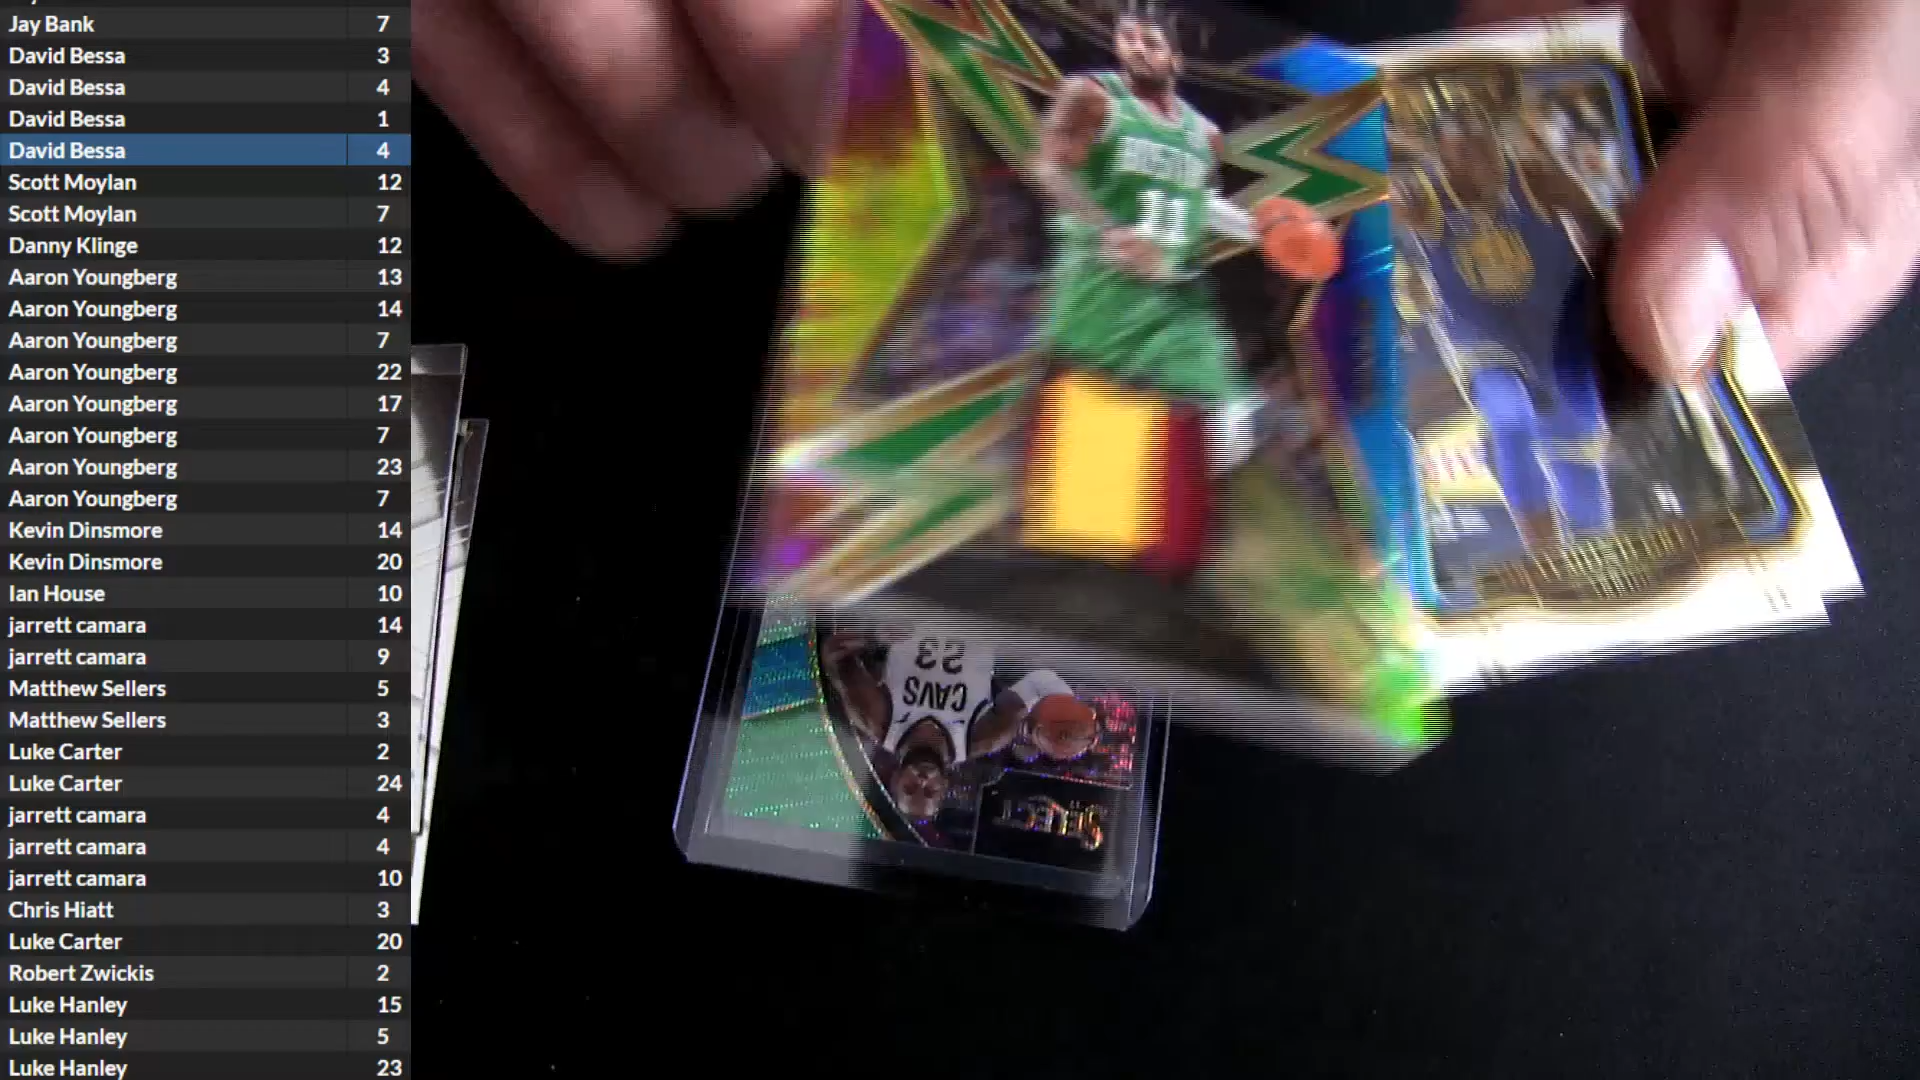 Jay Bank 7
David Bessa 3
David Bessa 4
David Bessa 1
David Bessa 4
Scott Moylan 12
Scott Moylan 7
Danny Klinge 12
Aaron Youngberg 13
Aaron Youngberg 14
Aaron Youngberg 7
Aaron Youngberg 22
Aaron Youngberg 17
Aaron Youngberg 7
Aaron Youngberg 23
Aaron Youngberg 7
Kevin Dinsmore 14
Kevin Dinsmore 20
Ian House 10
jarrett camara 14
jarrett camara 9
Matthew Sellers 5
Matthew Sellers 3
Luke Carter 2
Luke Carter 24
jarrett camara 4
jarrett camara 4
jarrett camara 10
Chris Hiatt 3
Luke Carter 20
Robert Zwickis 2
Luke Hanley 15
Luke Hanley 5
Luke Hanley 23
11
CAVS
SELECT